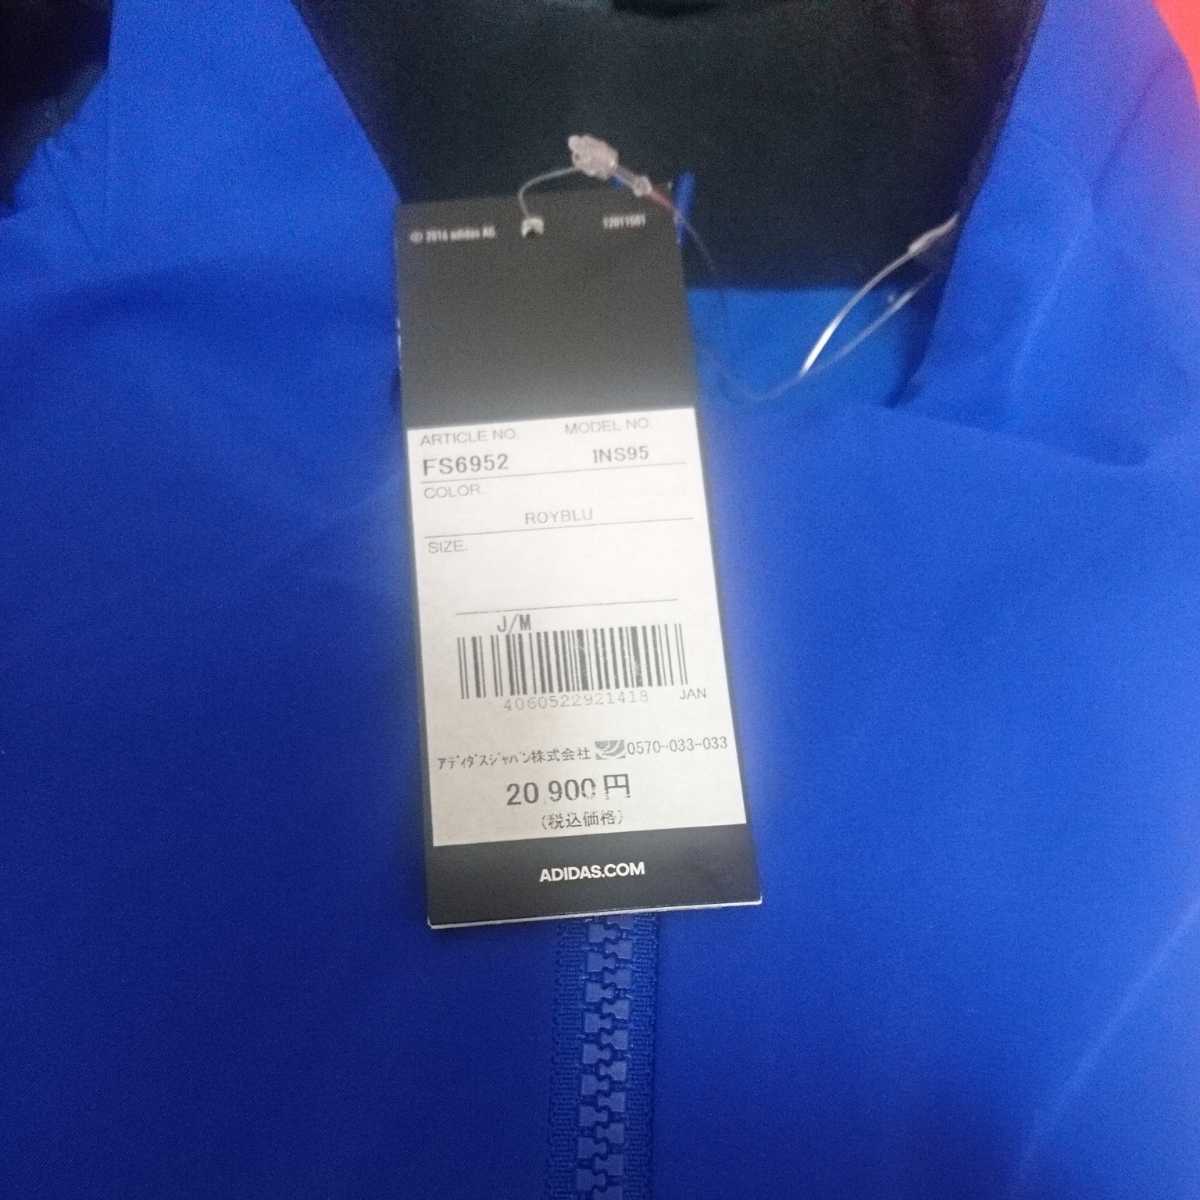 © 2016 adidas AG 12011501
ARTICLE NO. MODEL NO.
FS6952 INS95
COLOR.
ROYBLU
SIZE.
J/M
4060522921418 JAN
アディダスジャパン株式会社 0570-033-033
20,900円
(税込価格)
ADIDAS.COM